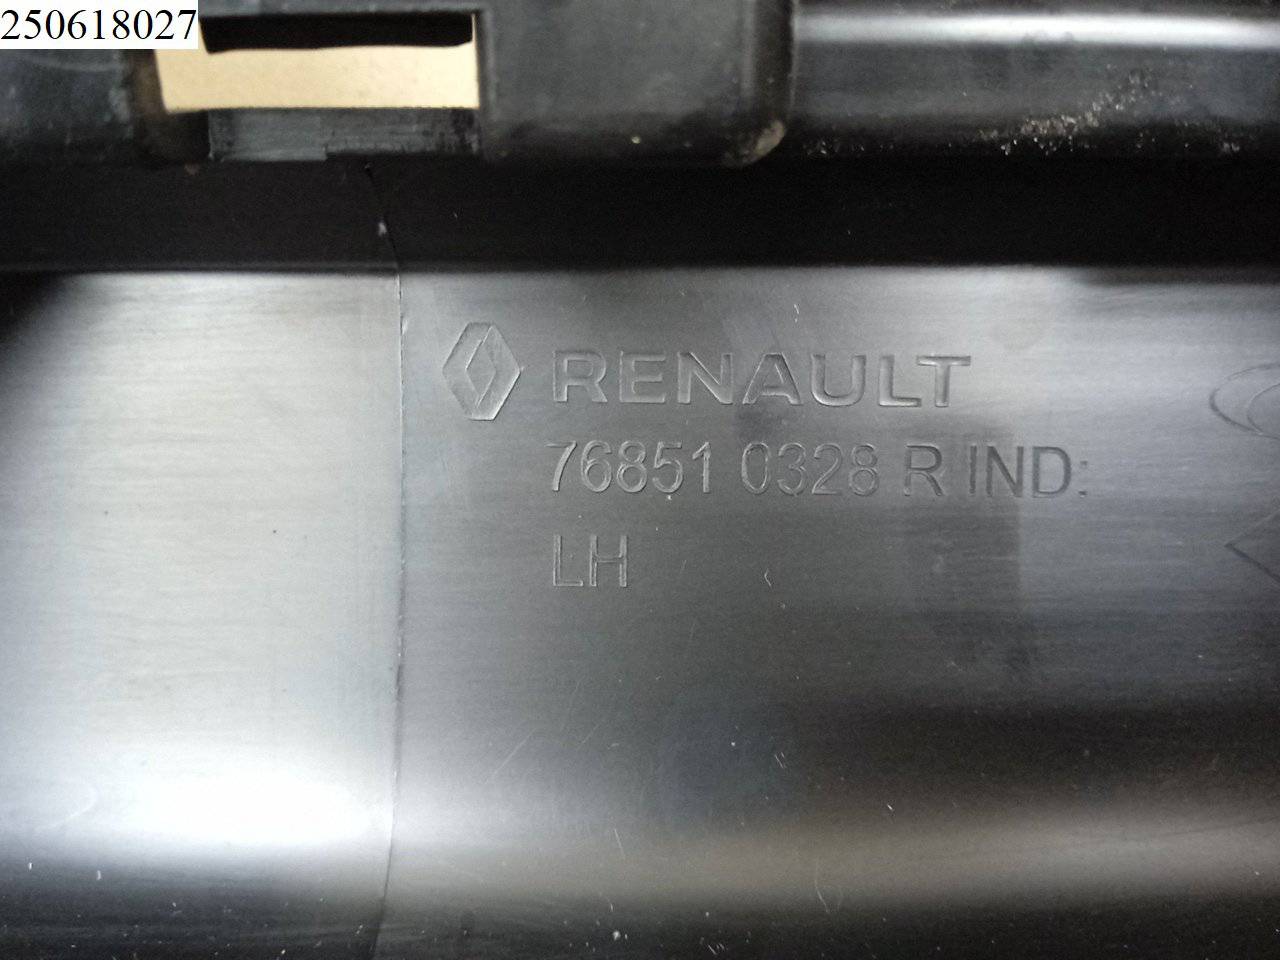 250618027
RENAULT
76851 0328 R IND:
LH